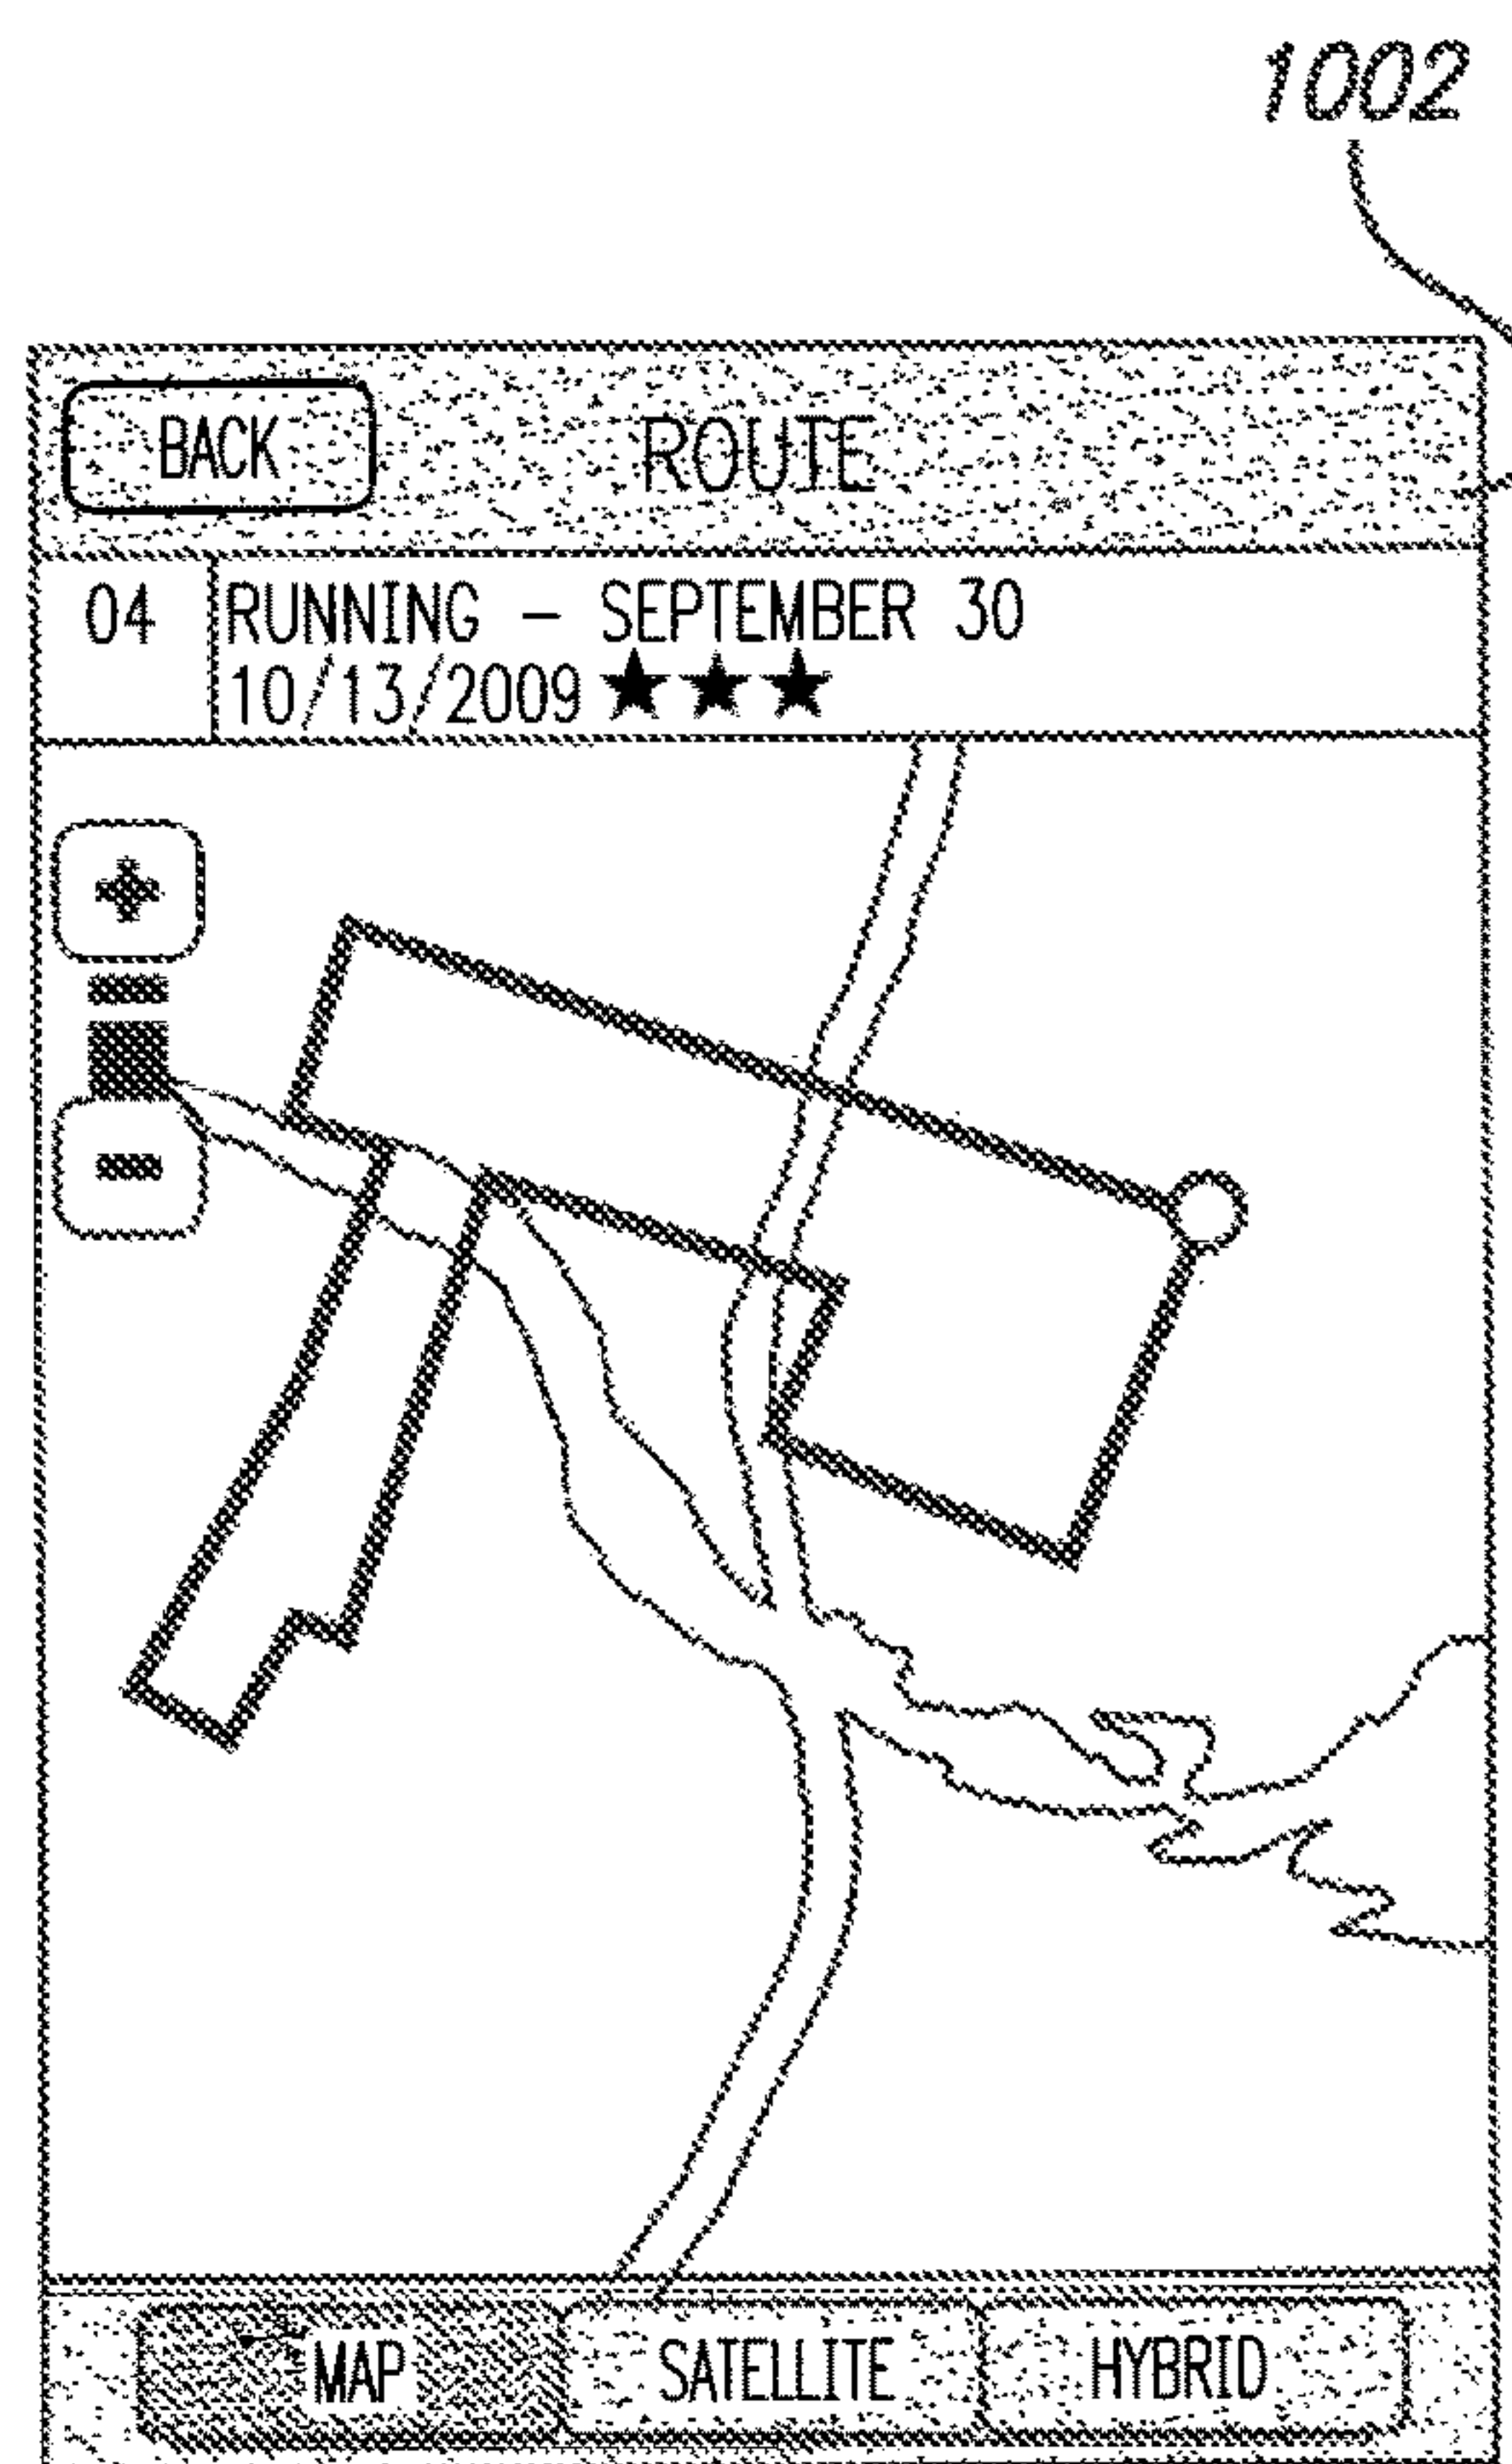 1002
BACK ROUTE
04 RUNNING – SEPTEMBER 30
10/13/2009 ★★★
+
-
MAP SATELLITE HYBRID